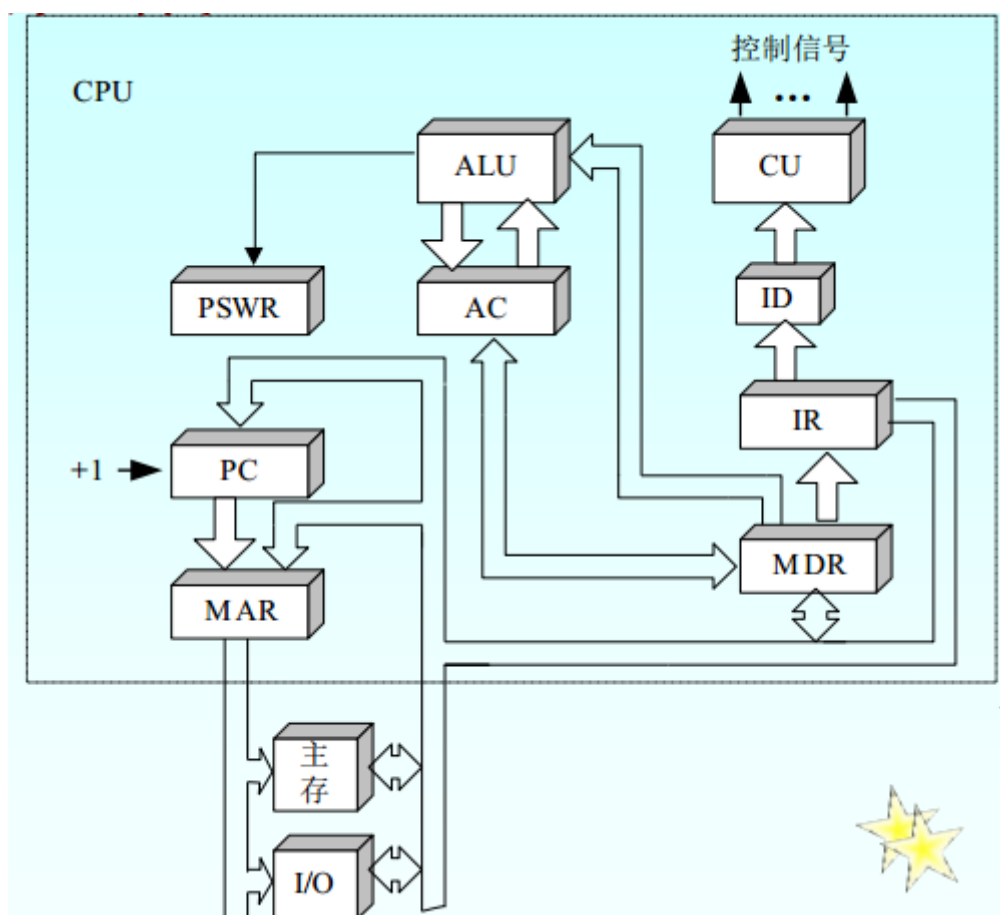 控制信号
...
CPU
ALU
CU
PSWR
AC
ID
IR
+1
PC
MDR
MAR
主
存
I/O